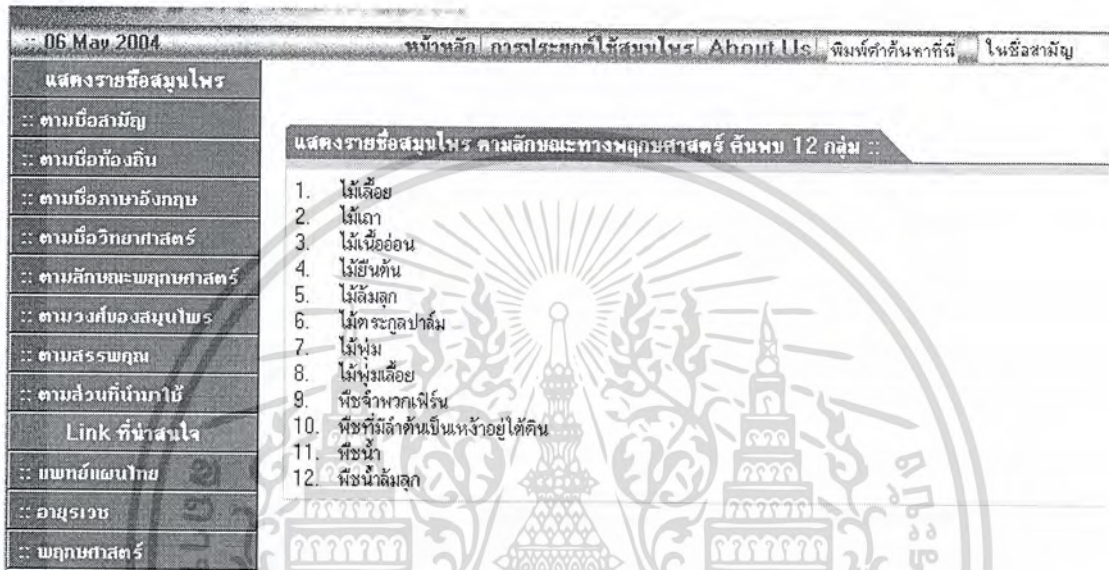 :: 06 May 2004 หน้าหลัก การประยุกต์ใช้สมุนไพร About Us พิมพ์คำค้นหาที่นี่ ในชื่อสามัญ
แสดงรายชื่อสมุนไพร
:: ตามชื่อสามัญ
:: ตามชื่อท้องถิ่น
:: ตามชื่อภาษาอังกฤษ
:: ตามชื่อวิทยาศาสตร์
:: ตามลักษณะพฤกษศาสตร์
:: ตามวงศ์ของสมุนไพร
:: ตามสรรพคุณ
:: ตามส่วนที่นำมาใช้
Link ที่น่าสนใจ
:: แพทย์แผนไทย
:: อายุรเวช
:: พฤกษศาสตร์
แสดงรายชื่อสมุนไพร ตามลักษณะทางพฤกษศาสตร์ ค้นพบ 12 กลุ่ม ::
1. ไม้เลื้อย
2. ไม้เถา
3. ไม้เนื้ออ่อน
4. ไม้ยืนต้น
5. ไม้ล้มลุก
6. ไม้ตระกูลปาล์ม
7. ไม้พุ่ม
8. ไม้พุ่มเลื้อย
9. พืชจำพวกเฟิร์น
10. พืชที่มีลำต้นเป็นเหง้าอยู่ใต้ดิน
11. พืชน้ำ
12. พืชน้ำล้มลุก